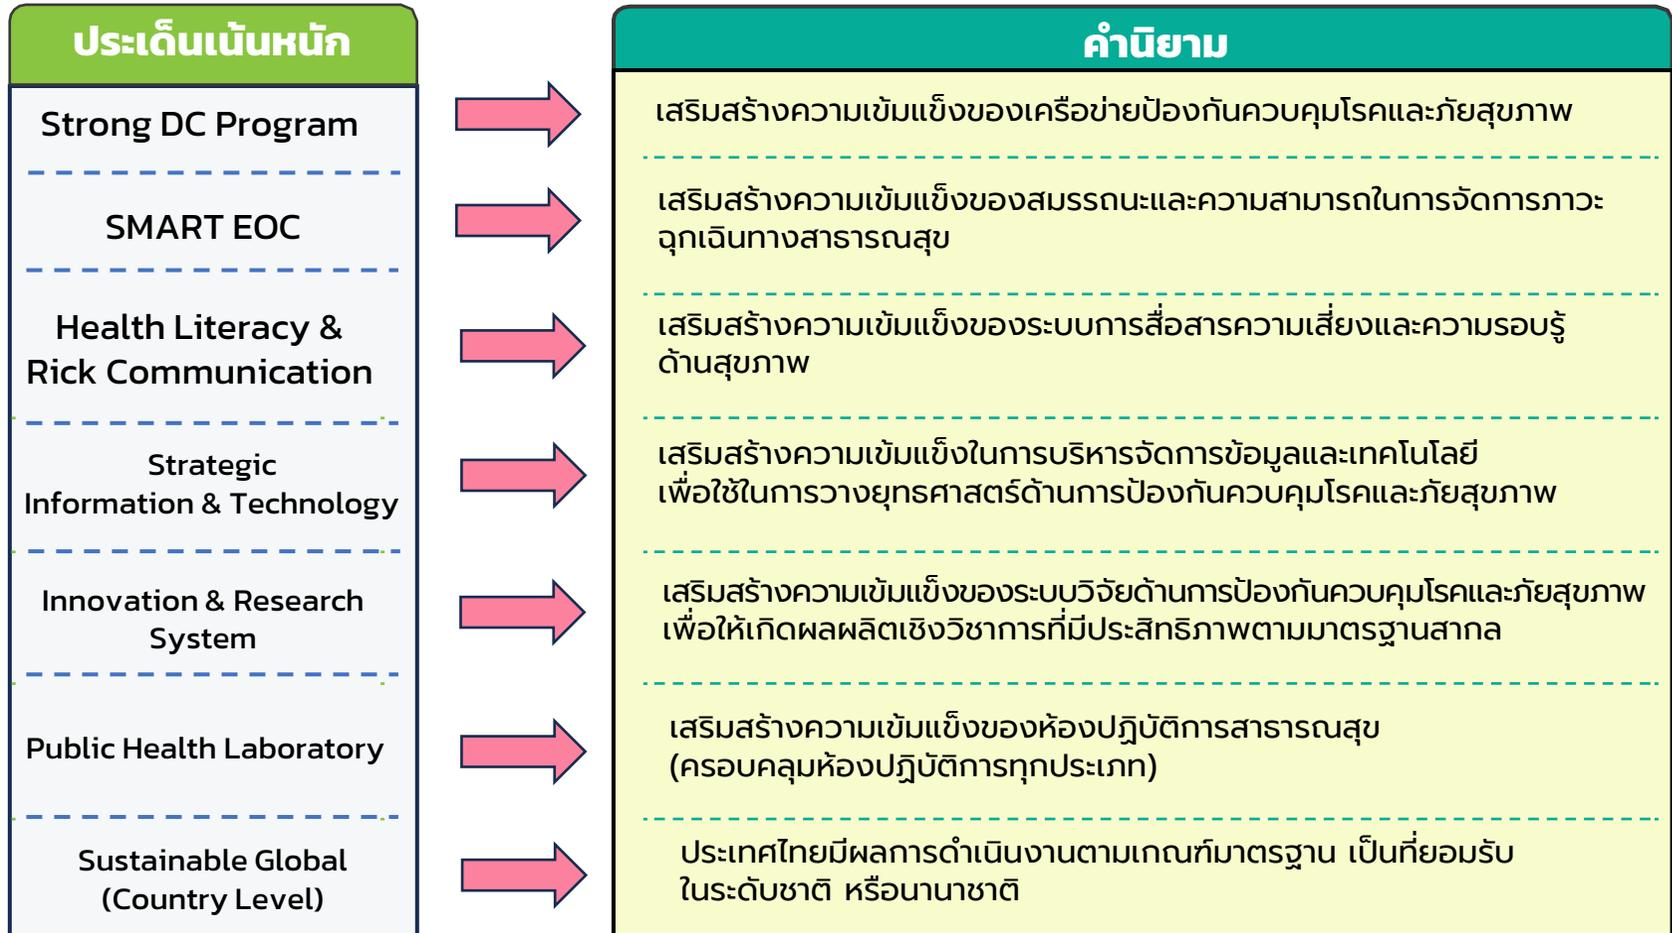 ประเด็นเน้นหนัก
คำนิยาม
Strong DC Program
เสริมสร้างความเข้มแข็งของเครือข่ายป้องกันควบคุมโรคและภัยสุขภาพ
SMART EOC
เสริมสร้างความเข้มแข็งของสมรรถนะและความสามารถในการจัดการภาวะ
ฉุกเฉินทางสาธารณสุข
Health Literacy &
Rick Communication
เสริมสร้างความเข้มแข็งของระบบการสื่อสารความเสี่ยงและความรอบรู้
ด้านสุขภาพ
Strategic
Information & Technology
เสริมสร้างความเข้มแข็งในการบริหารจัดการข้อมูลและเทคโนโลยี
เพื่อใช้ในการวางยุทธศาสตร์ด้านการป้องกันควบคุมโรคและภัยสุขภาพ
Innovation & Research
System
เสริมสร้างความเข้มแข็งของระบบวิจัยด้านการป้องกันควบคุมโรคและภัยสุขภาพ
เพื่อให้เกิดผลผลิตเชิงวิชาการที่มีประสิทธิภาพตามมาตรฐานสากล
Public Health Laboratory
เสริมสร้างความเข้มแข็งของห้องปฏิบัติการสาธารณสุข
(ครอบคลุมห้องปฏิบัติการทุกประเภท)
Sustainable Global
(Country Level)
ประเทศไทยมีผลการดำเนินงานตามเกณฑ์มาตรฐาน เป็นที่ยอมรับ
ในระดับชาติ หรือนานาชาติ